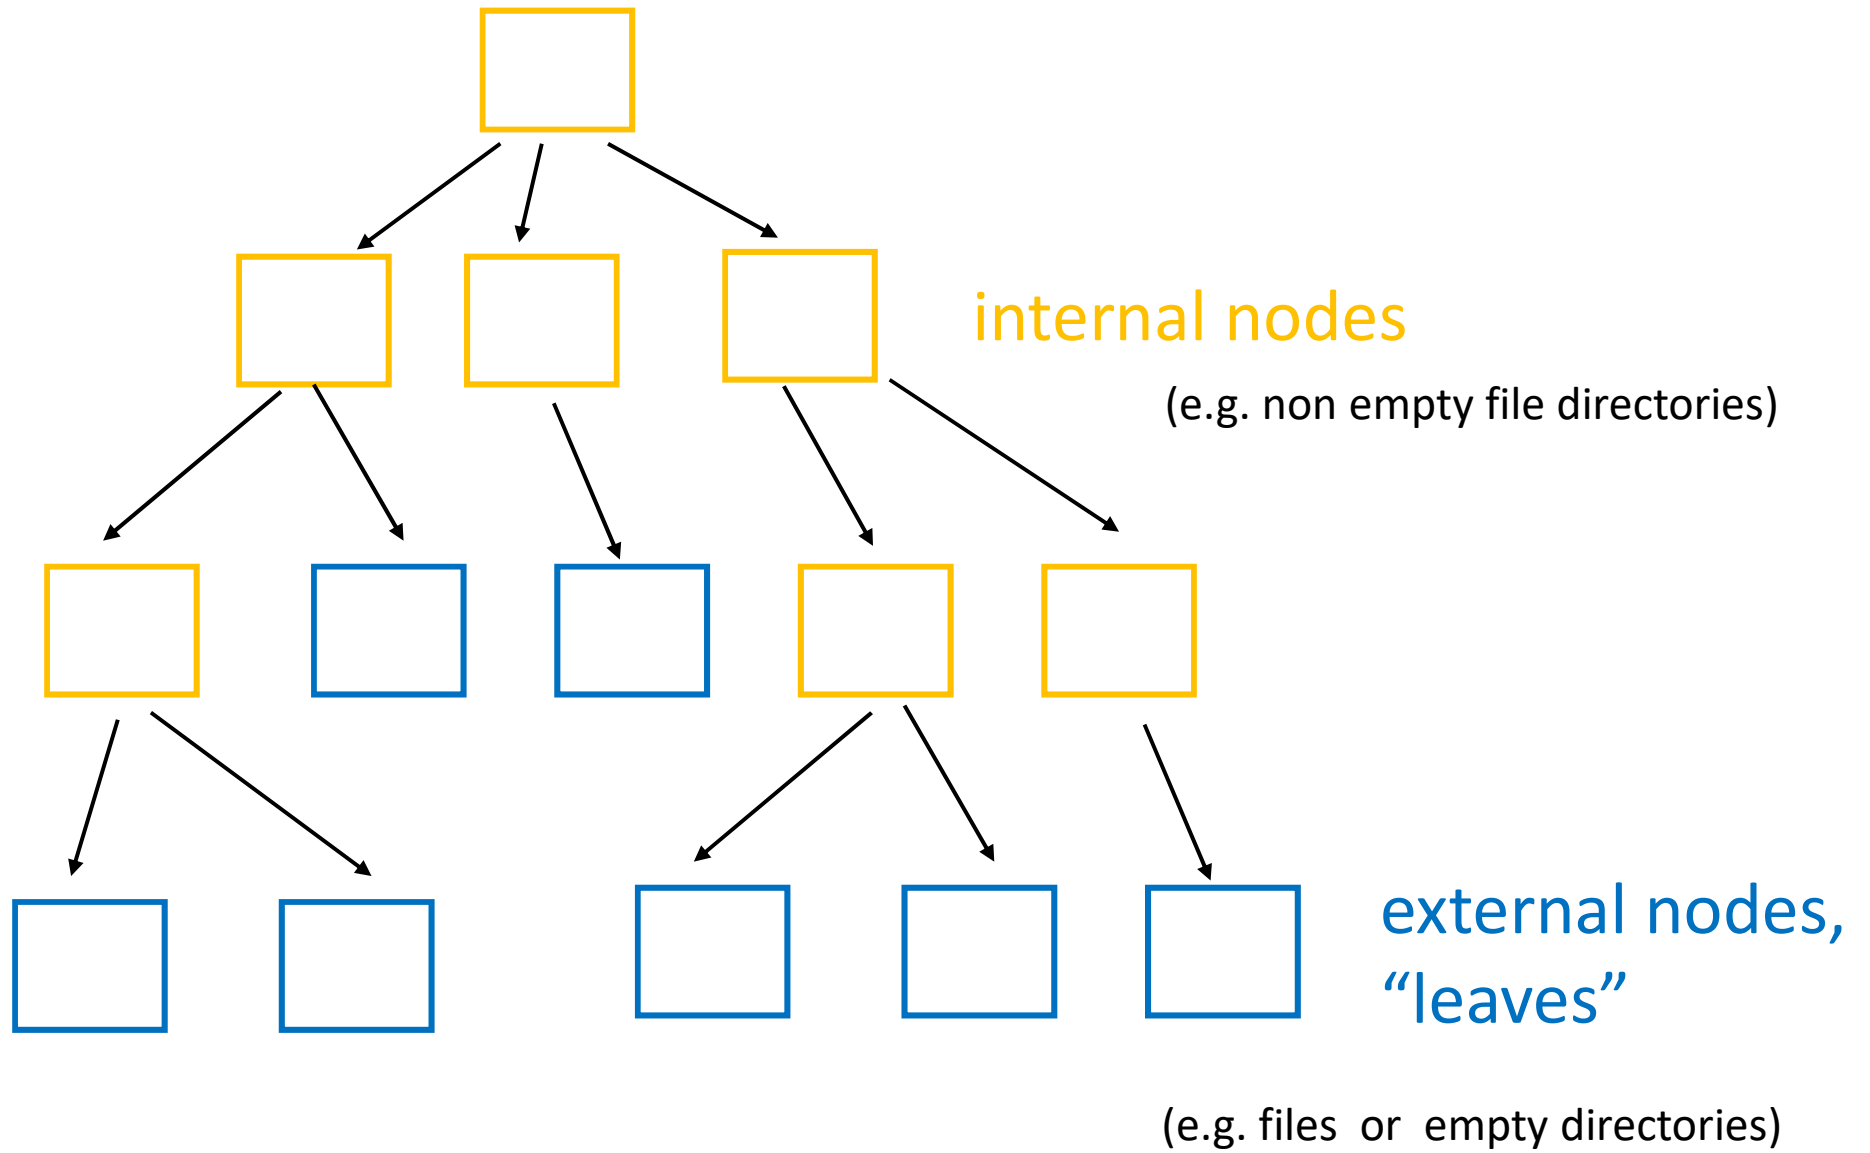 internal nodes
(e.g. non empty file directories)
external nodes,
“leaves”
(e.g. files  or  empty directories)